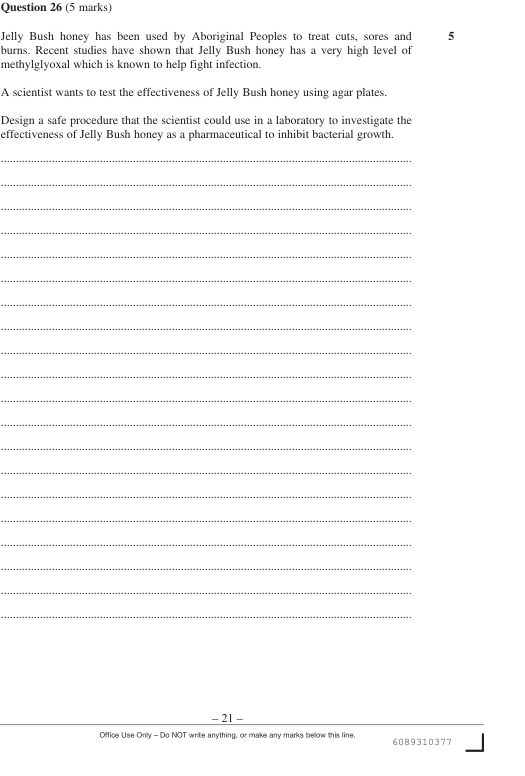 Question 26 (5 marks)
Jelly Bush honey has been used by Aboriginal Peoples to treat cuts, sores and 5
burns. Recent studies have shown that Jelly Bush honey has a very high level of
methylglyoxal which is known to help fight infection.
A scientist wants to test the effectiveness of Jelly Bush honey using agar plates.
Design a safe procedure that the scientist could use in a laboratory to investigate the
effectiveness of Jelly Bush honey as a pharmaceutical to inhibit bacterial growth.
– 21 –
Office Use Only – Do NOT write anything, or make any marks below this line.
6089310377